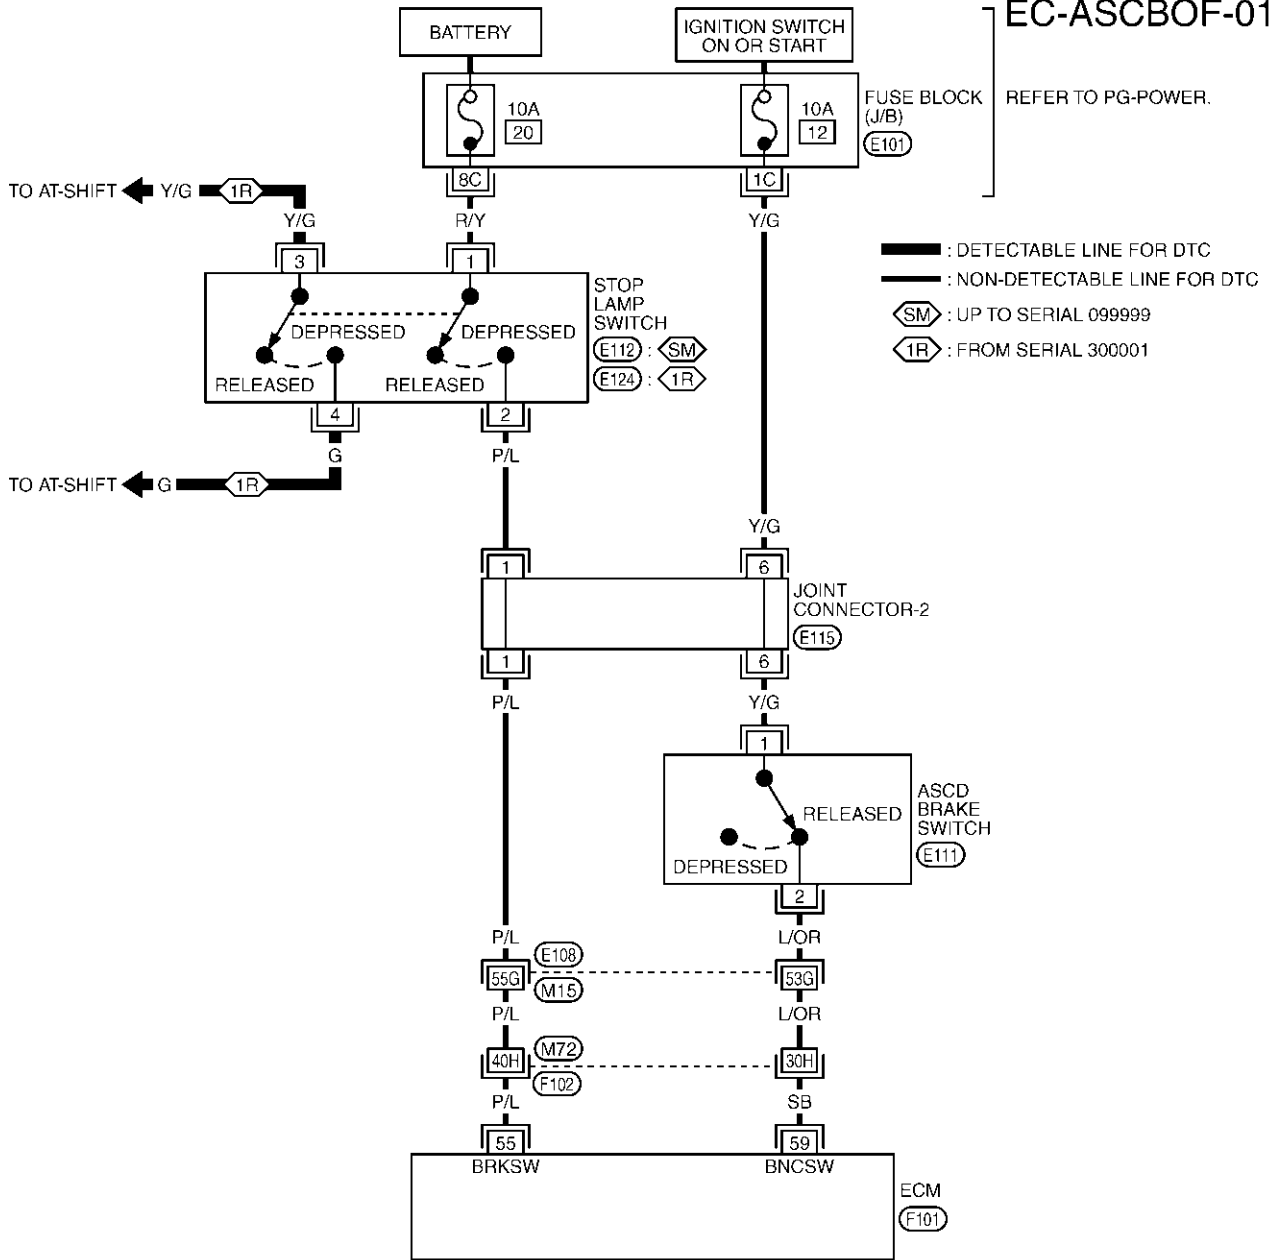 EC-ASCBOF-01
BATTERY
IGNITION SWITCH
ON OR START
10A
20
10A
12
FUSE BLOCK
(J/B)
E101
REFER TO PG-POWER.
8C
1C
TO AT-SHIFT
Y/G
1R
Y/G
R/Y
Y/G
3
1
: DETECTABLE LINE FOR DTC
: NON-DETECTABLE LINE FOR DTC
SM : UP TO SERIAL 099999
1R : FROM SERIAL 300001
STOP
LAMP
SWITCH
E112 : SM
E124 : 1R
DEPRESSED
DEPRESSED
RELEASED
RELEASED
4
2
G
P/L
TO AT-SHIFT
G
1R
Y/G
1
6
JOINT
CONNECTOR-2
E115
1
6
P/L
Y/G
1
ASCD
BRAKE
SWITCH
E111
RELEASED
DEPRESSED
2
P/L
L/OR
E108
55G
53G
M15
P/L
L/OR
M72
40H
30H
F102
P/L
SB
55
59
BRKSW
BNCSW
ECM
F101